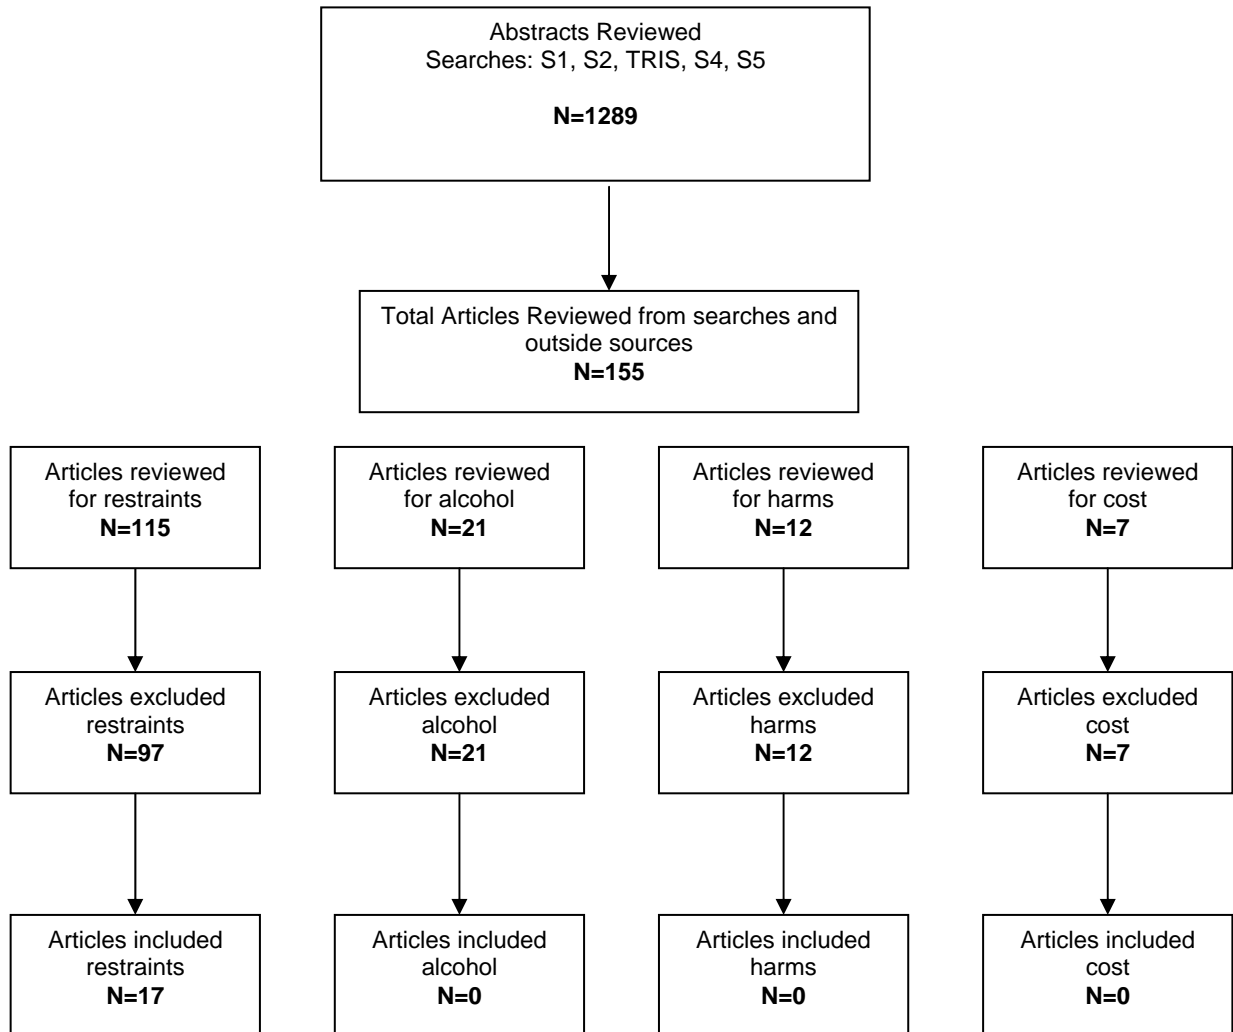 Abstracts Reviewed
Searches: S1, S2, TRIS, S4, S5
N=1289
Total Articles Reviewed from searches and
outside sources
N=155
Articles reviewed
for restraints
N=115
Articles reviewed
for alcohol
N=21
Articles reviewed
for harms
N=12
Articles reviewed
for cost
N=7
Articles excluded
restraints
N=97
Articles excluded
alcohol
N=21
Articles excluded
harms
N=12
Articles excluded
cost
N=7
Articles included
restraints
N=17
Articles included
alcohol
N=0
Articles included
harms
N=0
Articles included
cost
N=0